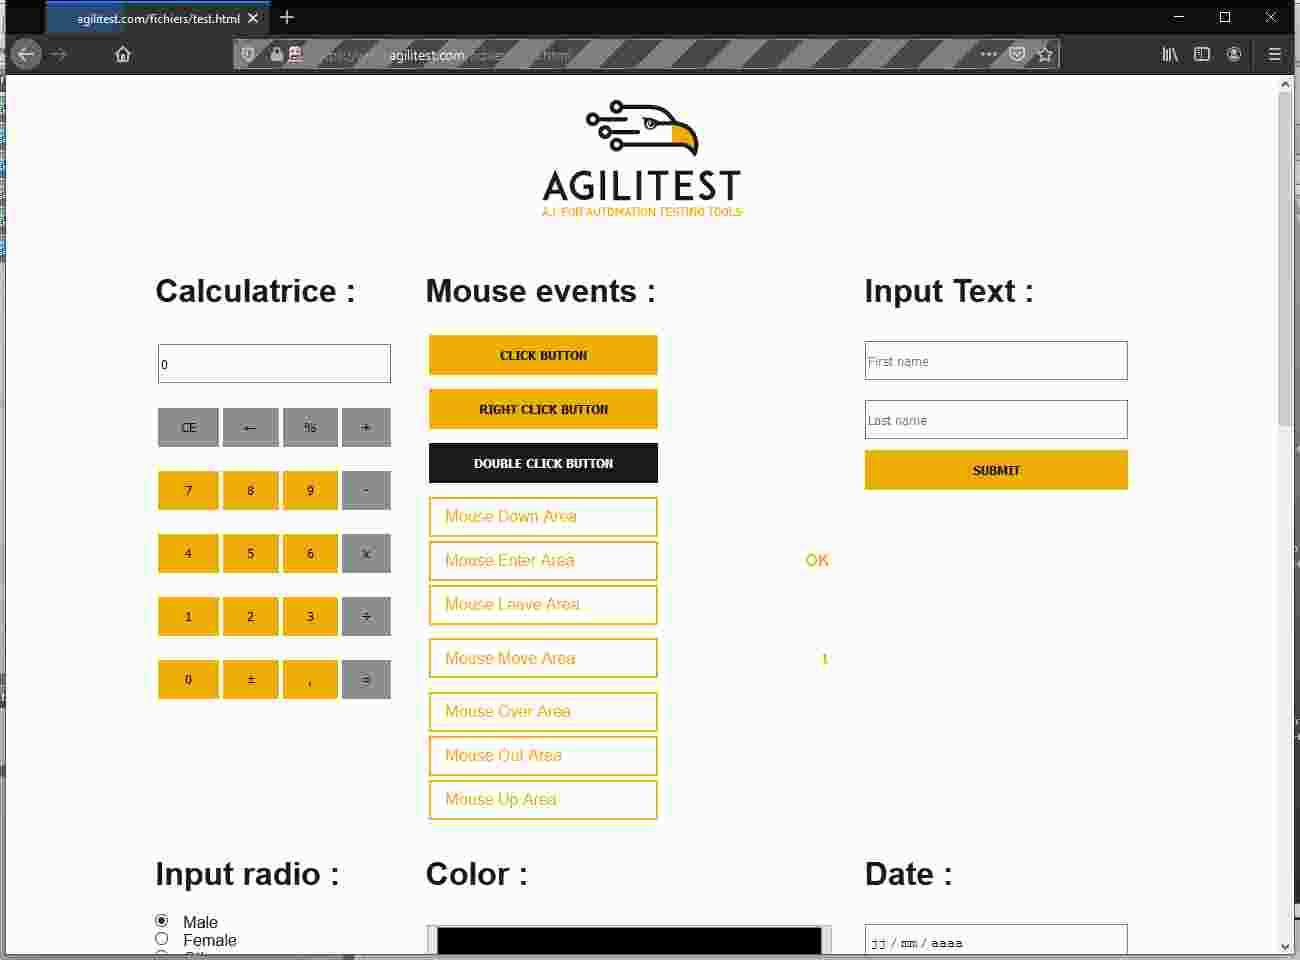 agilitest.com/fichiers/test.html
agilitest.com
AGILITEST
A.I. FOR AUTOMATION TESTING TOOLS
Calculatrice :
0
CE ← % +
7 8 9 -
4 5 6 x
1 2 3 ÷
0 ± , =
Mouse events :
CLICK BUTTON
RIGHT CLICK BUTTON
DOUBLE CLICK BUTTON
Mouse Down Area
Mouse Enter Area OK
Mouse Leave Area
Mouse Move Area
Mouse Over Area
Mouse Out Area
Mouse Up Area
Input Text :
First name
Last name
SUBMIT
Input radio :
Male
Female
Color :
Date :
jj / mm / aaaa